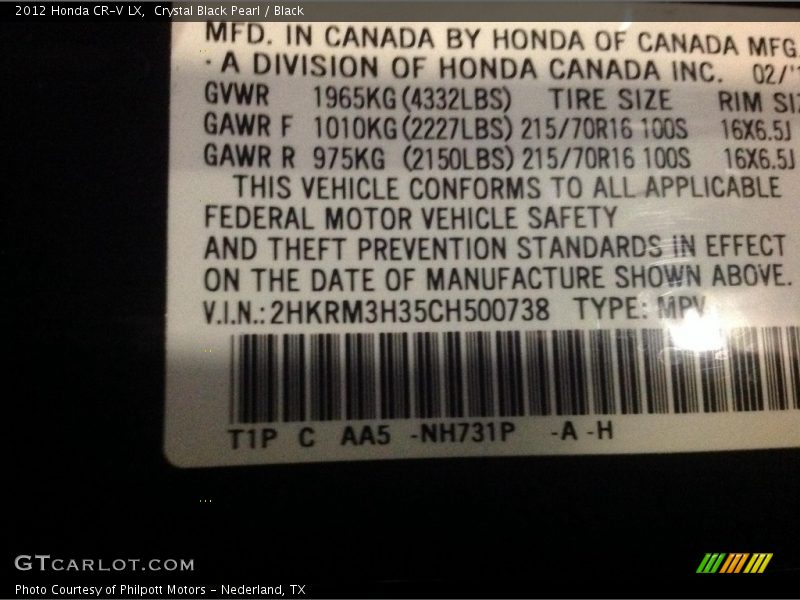 2012 Honda CR-V LX, Crystal Black Pearl / Black
MFD. IN CANADA BY HONDA OF CANADA MFG.
· A DIVISION OF HONDA CANADA INC. 02/'1
GVWR 1965KG (4332LBS) TIRE SIZE RIM SIZ
GAWR F 1010KG (2227LBS) 215/70R16 100S 16X6.5J
GAWR R 975KG (2150LBS) 215/70R16 100S 16X6.5J
THIS VEHICLE CONFORMS TO ALL APPLICABLE
FEDERAL MOTOR VEHICLE SAFETY
AND THEFT PREVENTION STANDARDS IN EFFECT
ON THE DATE OF MANUFACTURE SHOWN ABOVE.
V.I.N.: 2HKRM3H35CH500738 TYPE: MPV
T1P C AA5 -NH731P -A -H
GTCARLOT.COM
Photo Courtesy of Philpott Motors - Nederland, TX